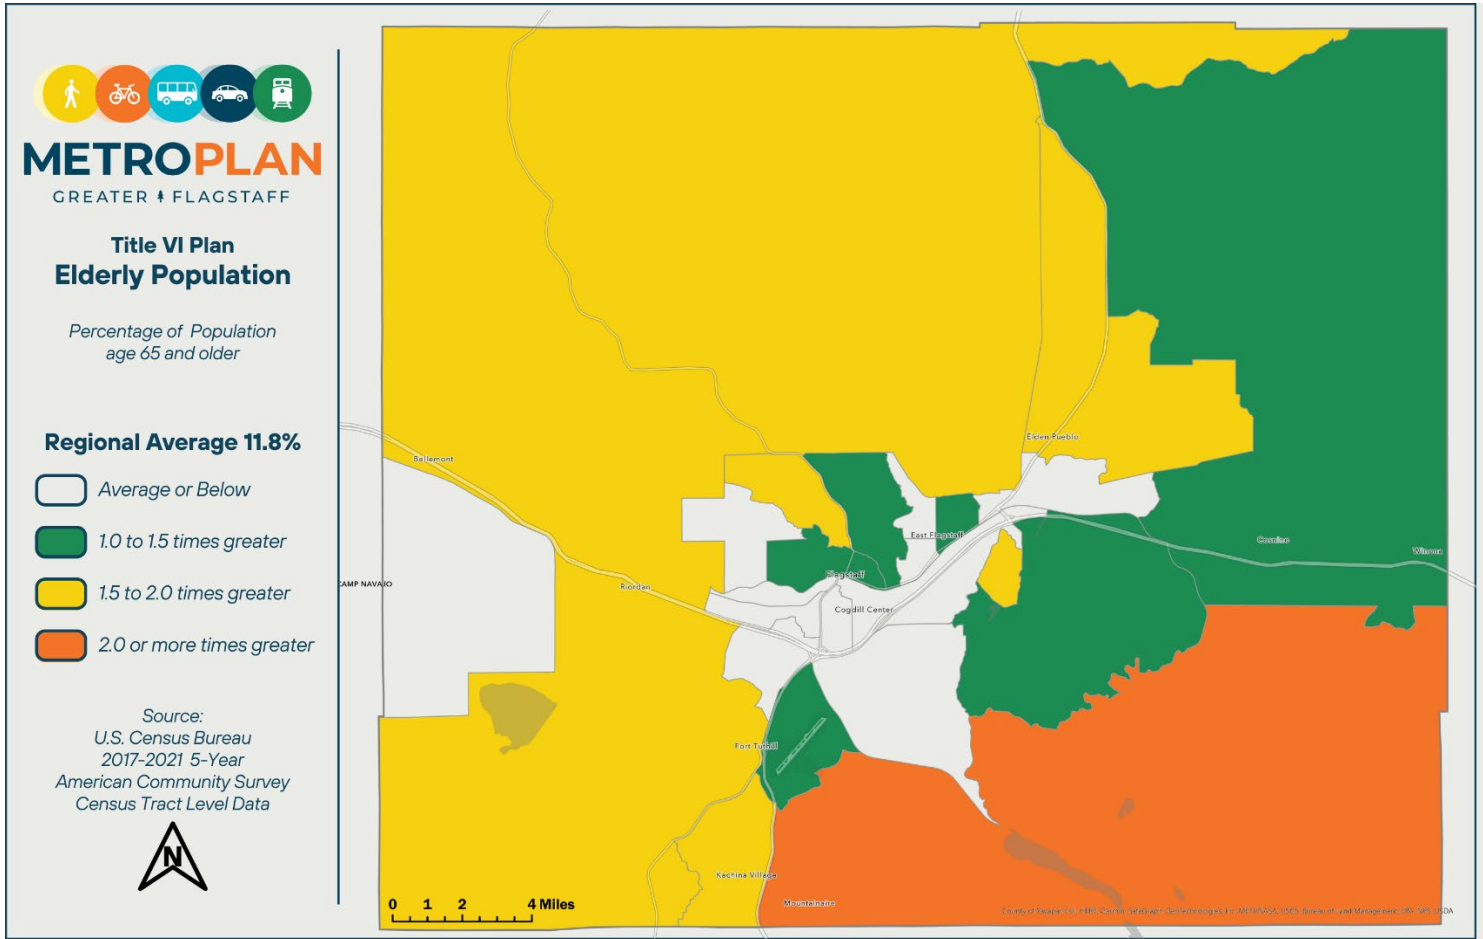 METROPLAN
GREATER FLAGSTAFF
Title VI Plan
Elderly Population
Percentage of Population
age 65 and older
Regional Average 11.8%
Average or Below
1.0 to 1.5 times greater
1.5 to 2.0 times greater
2.0 or more times greater
Source:
U.S. Census Bureau
2017-2021 5-Year
American Community Survey
Census Tract Level Data
N
Elden Pueblo
Bellemont
East Flagstaff
Cosnino
Winona
CAMP NAVAJO
Riordan
Flagstaff
Cogdill Center
Fort Tuthill
Kachina Village
Mountainaire
0 1 2 4 Miles
County of Yavapai,